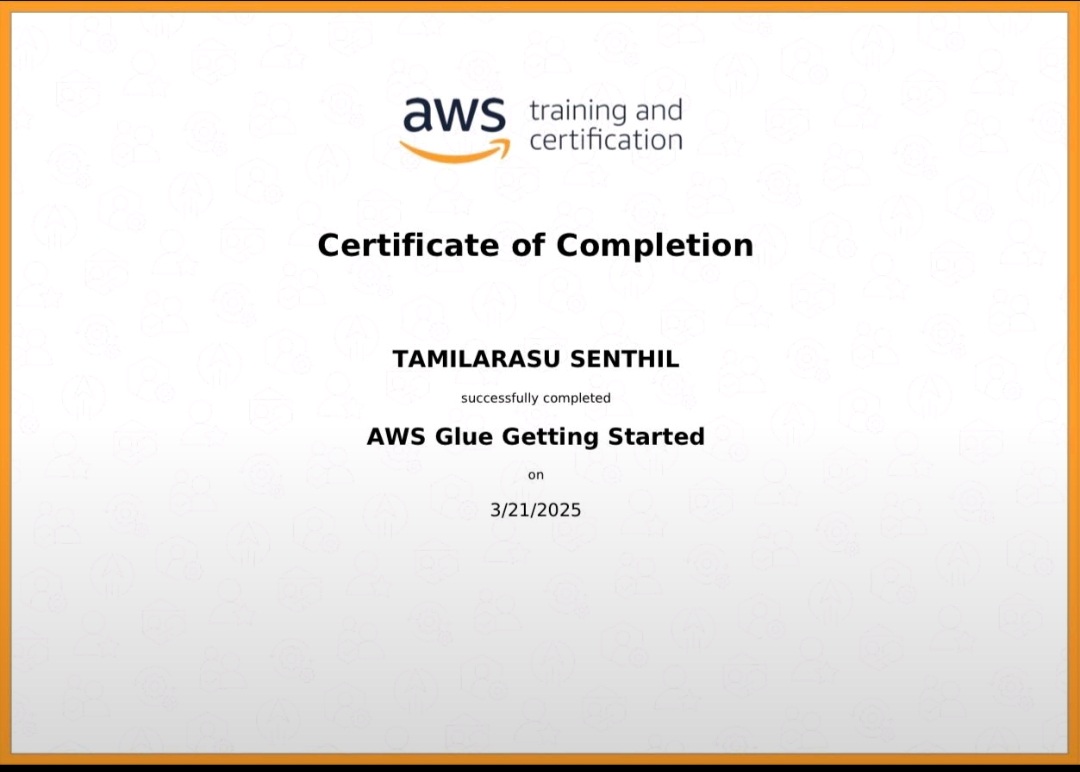 aws training and
certification
Certificate of Completion
TAMILARASU SENTHIL
successfully completed
AWS Glue Getting Started
on
3/21/2025